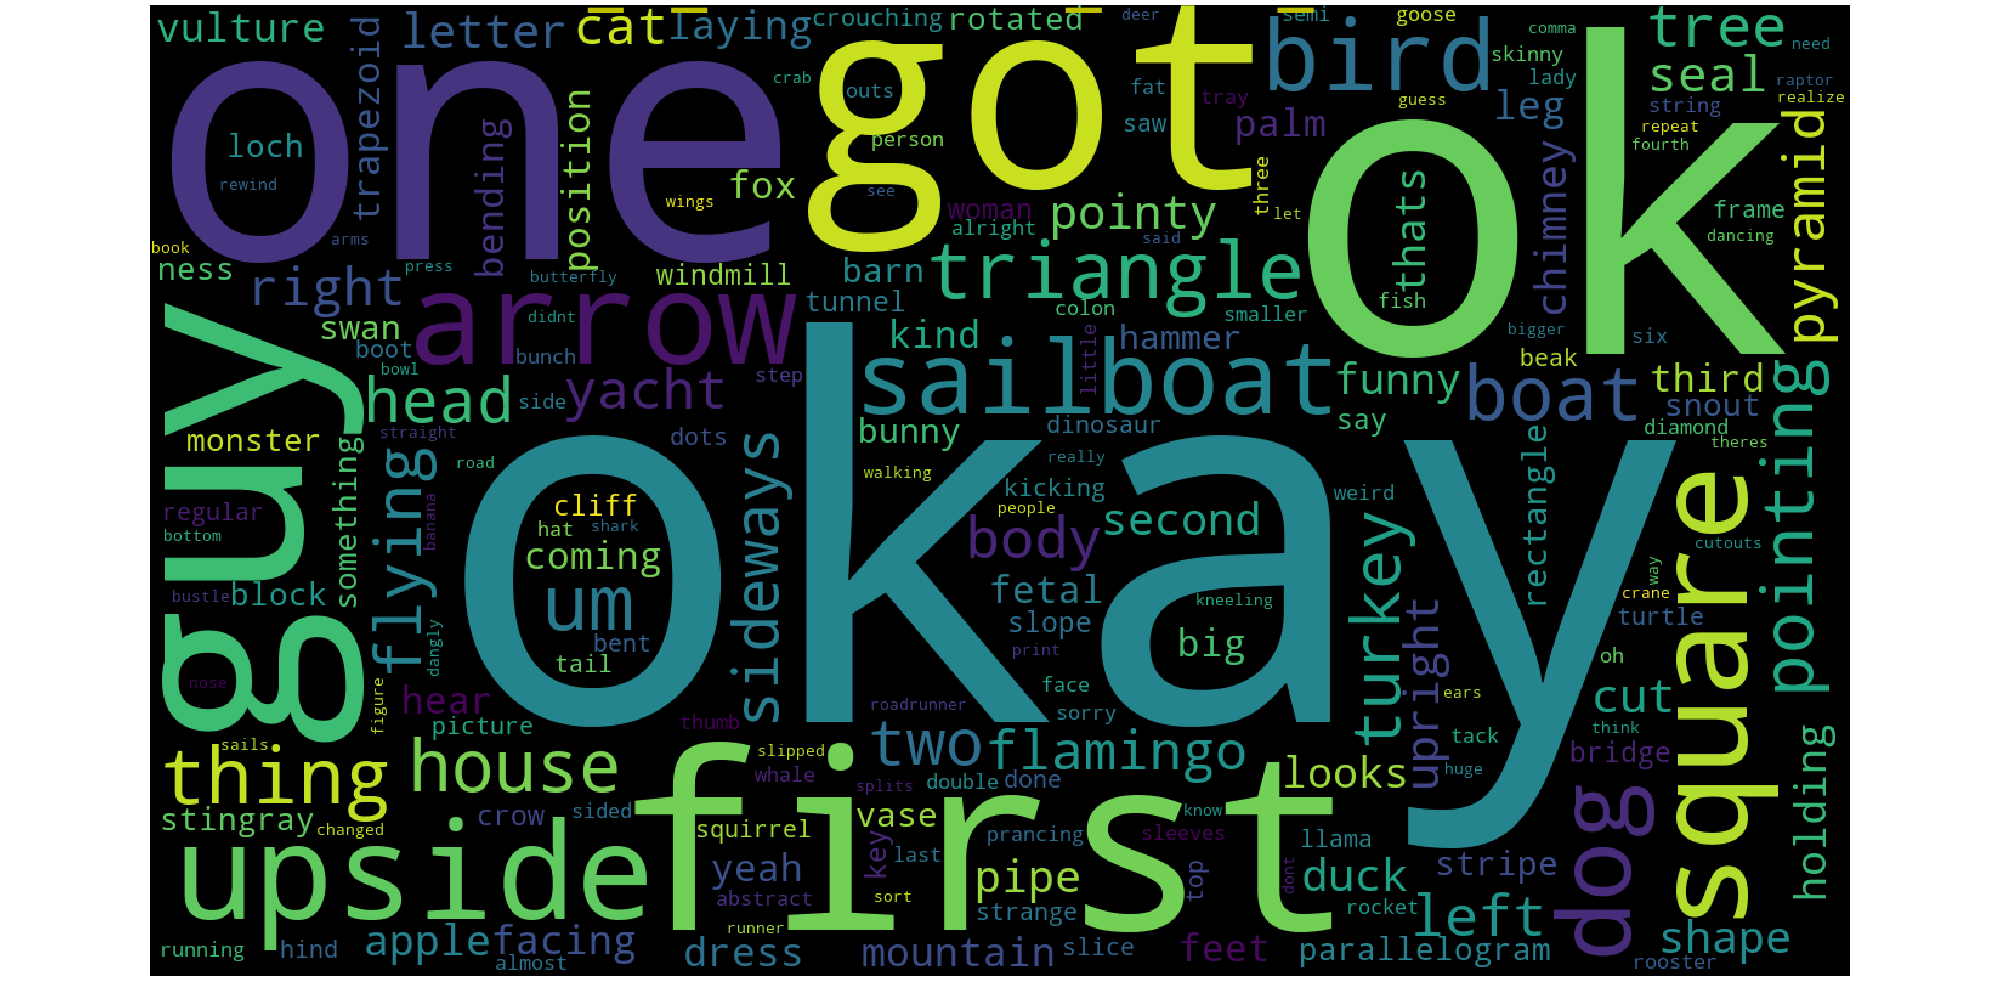 vulture
trapezoid
letter
cat
laying
crouching
rotated
deer
semi
goose
comma
tree
need
one
got
bird
skinny
ok
seal
raptor
realize
crab
outs
fat
tray
guess
lady
leg
string
loch
bending
position
person
saw
palm
repeat
fourth
pyramid
rewind
wings
fox
see
three
thats
chimney
woman
pointy
let
frame
book
arms
alright
said
dancing
ness
right
press
butterfly
windmill
barn
triangle
fish
tunnel
colon
smaller
swan
arrow
didnt
kind
hammer
bigger
six
boot
bunch
beak
guy
bowl
head
yacht
step
little
sailboat
funny
boat
third
pointing
side
say
snout
monster
straight
dots
bunny
dinosaur
diamond
theres
something
flying
road
sideways
okay
walking
really
rectangle
regular
banana
cliff
kicking
weird
square
bottom
hat
shark
people
body
second
turkey
cutouts
coming
bustle
block
um
fetal
kneeling
way
crane
dangly
bent
slope
big
upright
turtle
tail
print
oh
nose
figure
hear
face
ears
cut
picture
thumb
roadrunner
sorry
tack
think
sails
house
slipped
two
flamingo
bridge
holding
thing
whale
splits
double
done
looks
huge
dog
stingray
changed
crow
sided
first
squirrel
vase
prancing
know
sleeves
llama
upside
key
last
yeah
pipe
top
dont
duck
stripe
abstract
sort
strange
rocket
left
running
hind
apple
facing
almost
dress
runner
mountain
slice
feet
parallelogram
shape
rooster